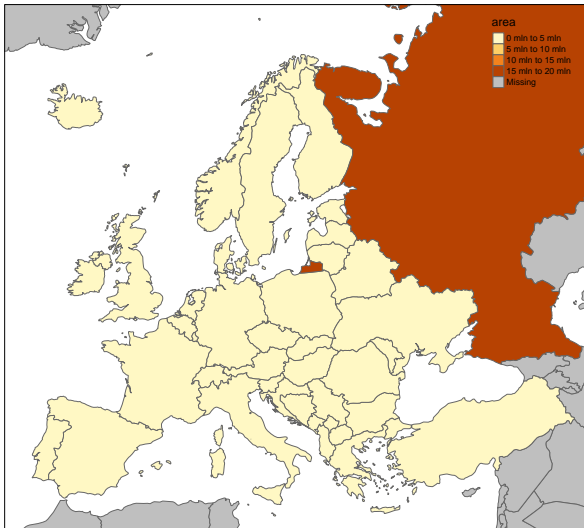 area
0 mln to 5 mln
5 mln to 10 mln
10 mln to 15 mln
15 mln to 20 mln
Missing